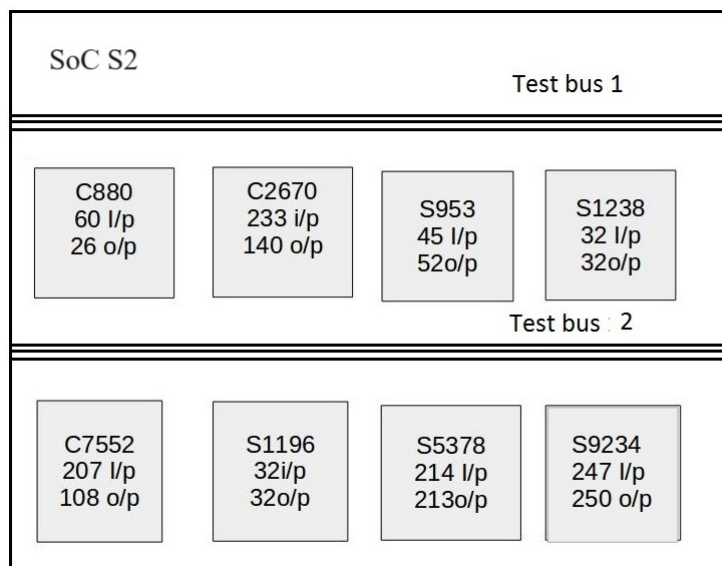 SoC S2
Test bus 1
C880
60 I/p
26 o/p
C2670
233 i/p
140 o/p
S953
45 I/p
52o/p
S1238
32 I/p
32o/p
Test bus : 2
C7552
207 I/p
108 o/p
S1196
32i/p
32o/p
S5378
214 I/p
213o/p
S9234
247 I/p
250 o/p